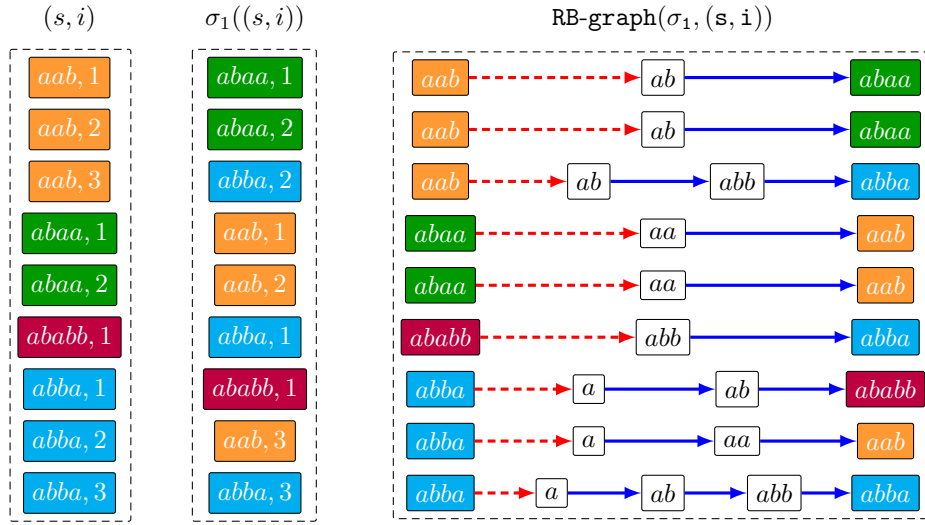 (s, i) σ₁((s, i)) RB-graph(σ₁, (s, i))
aab, 1 abaa, 1 aab ab abaa
aab, 2 abaa, 2 aab ab abaa
aab, 3 abba, 2 aab ab abb abba
abaa, 1 aab, 1 abaa aa aab
abaa, 2 aab, 2 abaa aa aab
ababb, 1 abba, 1 ababb abb abba
abba, 1 ababb, 1 abba a ab ababb
abba, 2 aab, 3 abba a aa aab
abba, 3 abba, 3 abba a ab abb abba